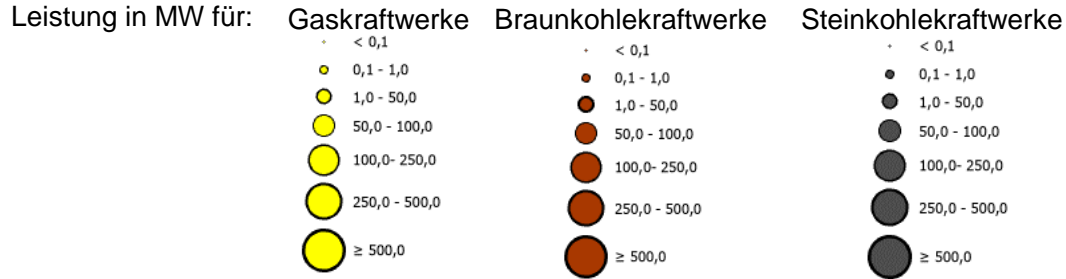 Leistung in MW für: Gaskraftwerke Braunkohlekraftwerke Steinkohlekraftwerke
< 0,1 < 0,1 < 0,1
0,1 - 1,0 0,1 - 1,0 0,1 - 1,0
1,0 - 50,0 1,0 - 50,0 1,0 - 50,0
50,0 - 100,0 50,0 - 100,0 50,0 - 100,0
100,0- 250,0 100,0- 250,0 100,0- 250,0
250,0 - 500,0 250,0 - 500,0 250,0 - 500,0
≥ 500,0 ≥ 500,0 ≥ 500,0